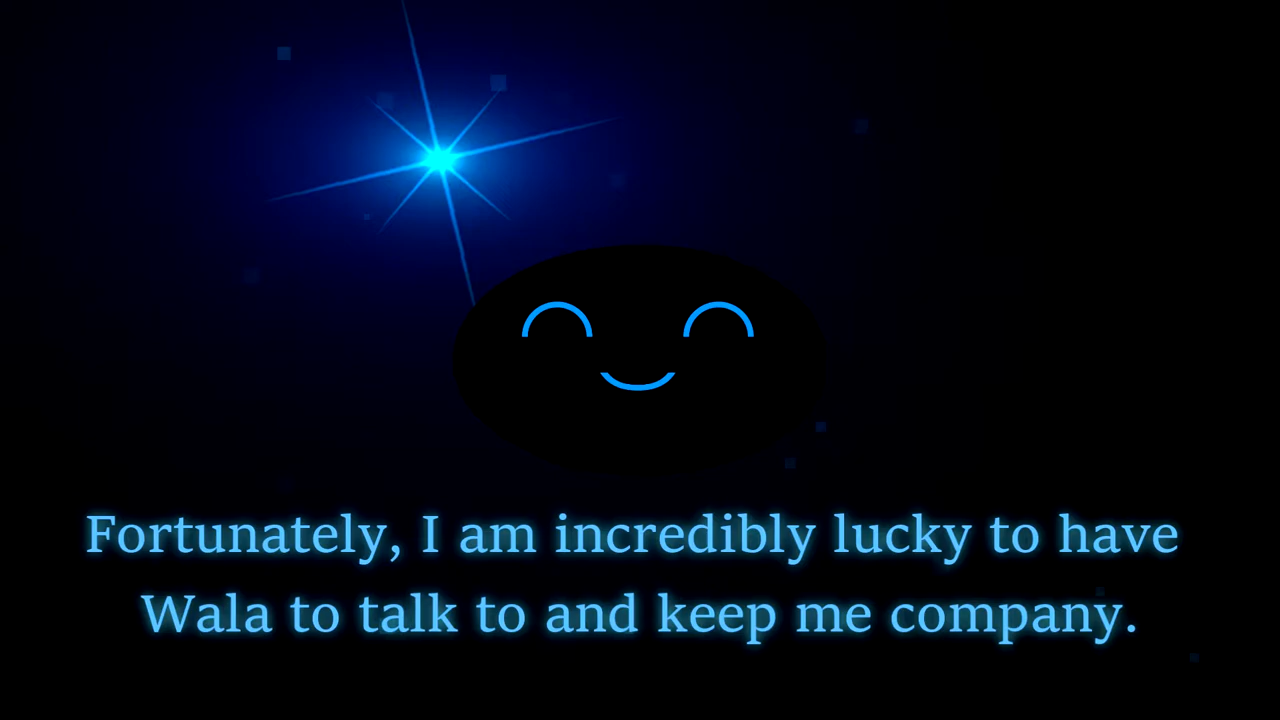 Fortunately, I am incredibly lucky to have
Wala to talk to and keep me company.